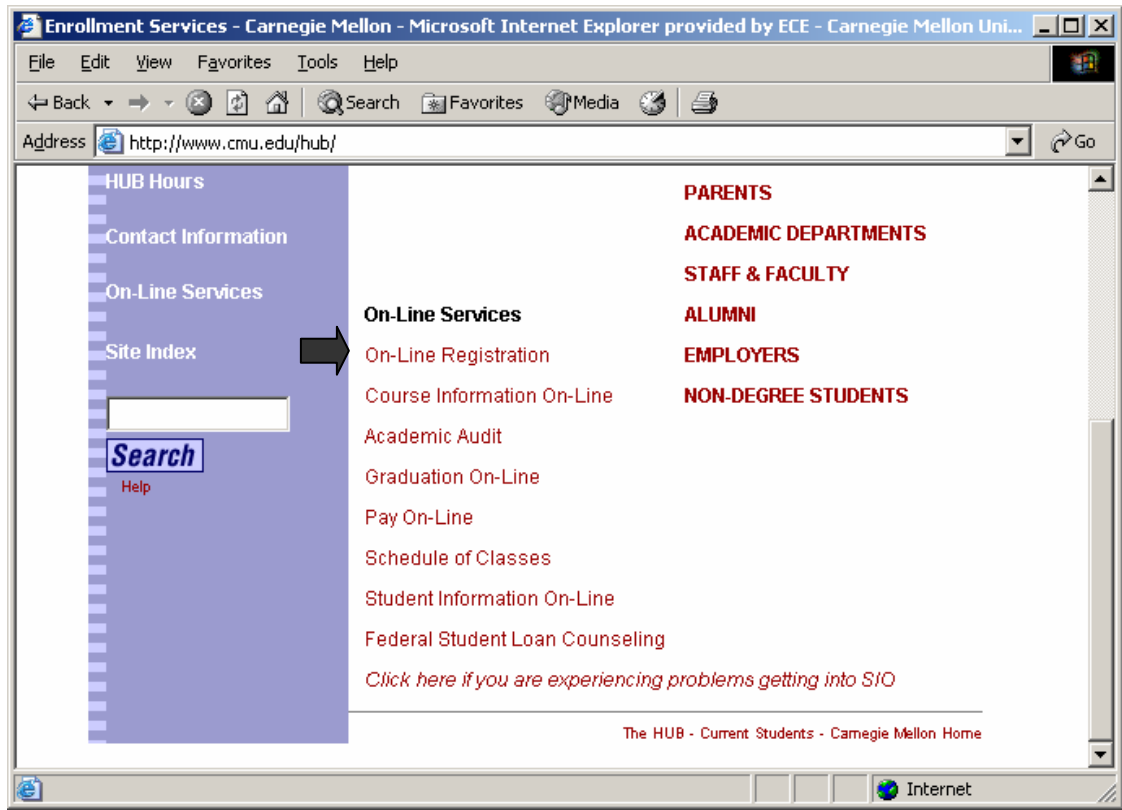 Enrollment Services - Carnegie Mellon - Microsoft Internet Explorer provided by ECE - Carnegie Mellon Uni...
File Edit View Favorites Tools Help
Back Search Favorites Media
Address http://www.cmu.edu/hub/ Go
HUB Hours
Contact Information
On-Line Services
Site Index
Search
Help
On-Line Services
On-Line Registration
Course Information On-Line
Academic Audit
Graduation On-Line
Pay On-Line
Schedule of Classes
Student Information On-Line
Federal Student Loan Counseling
Click here if you are experiencing problems getting into SIO
PARENTS
ACADEMIC DEPARTMENTS
STAFF & FACULTY
ALUMNI
EMPLOYERS
NON-DEGREE STUDENTS
The HUB - Current Students - Carnegie Mellon Home
Internet